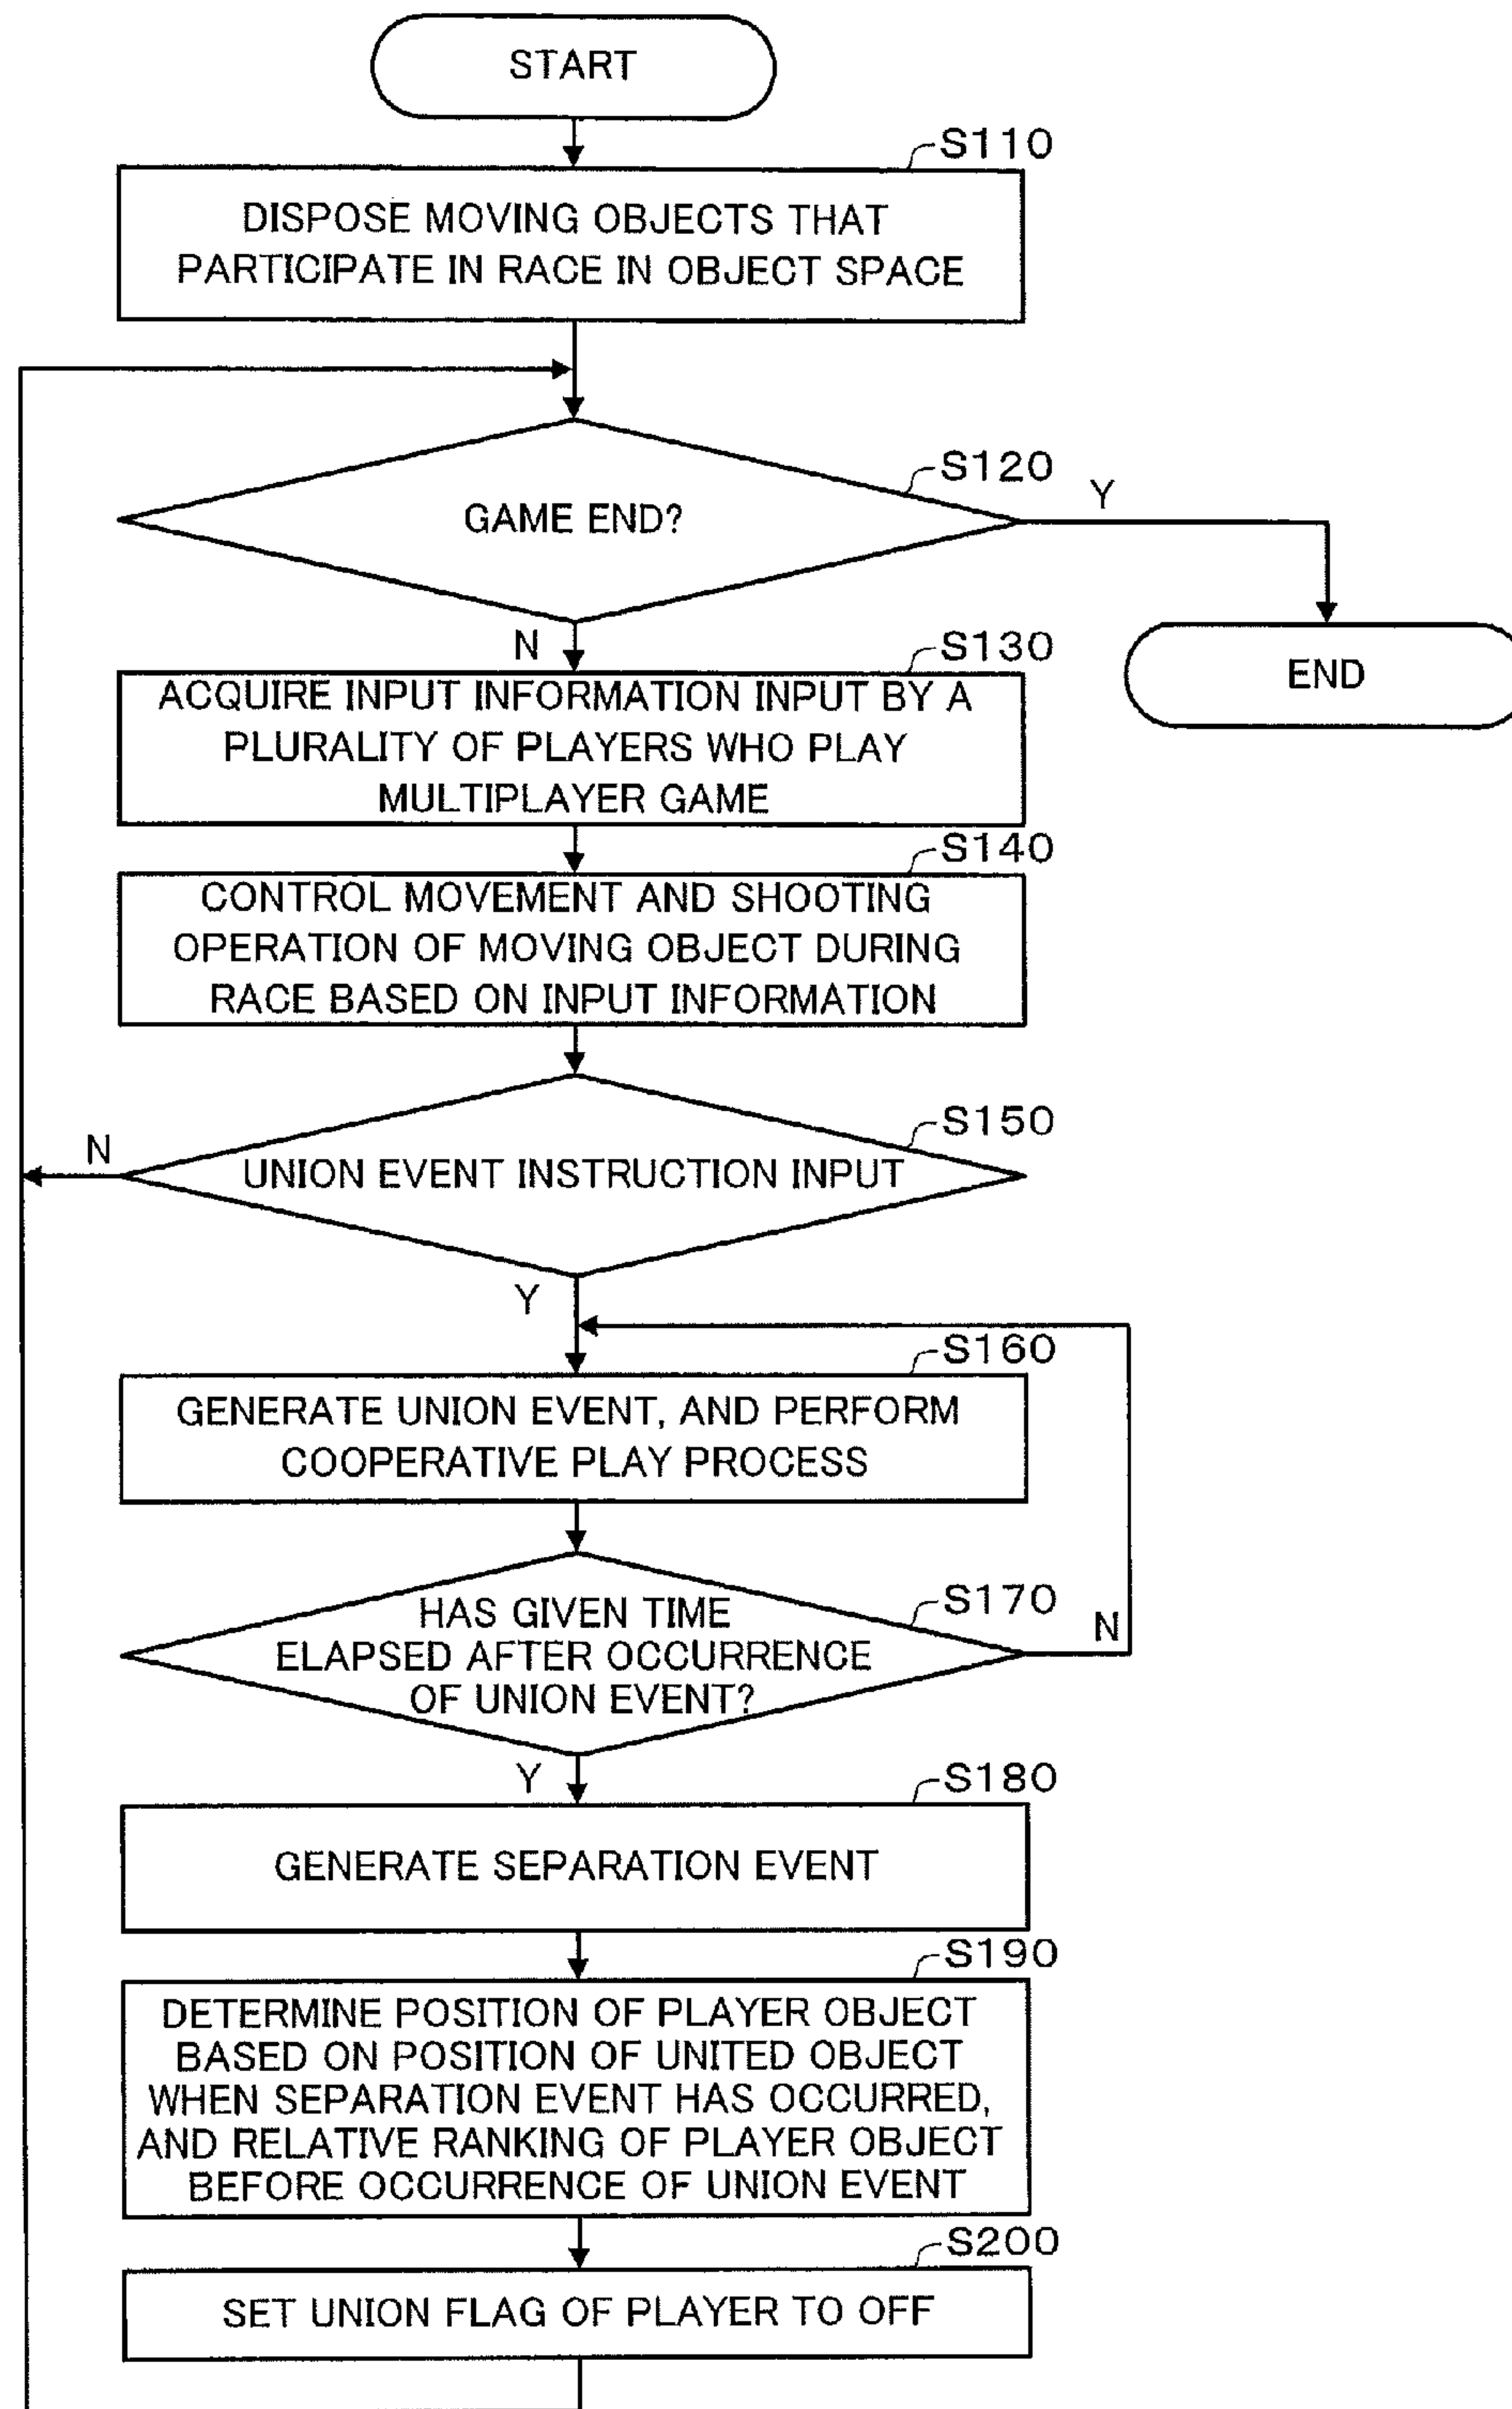 START
S110
DISPOSE MOVING OBJECTS THAT
PARTICIPATE IN RACE IN OBJECT SPACE
S120
GAME END?
Y
N
END
S130
ACQUIRE INPUT INFORMATION INPUT BY A
PLURALITY OF PLAYERS WHO PLAY
MULTIPLAYER GAME
S140
CONTROL MOVEMENT AND SHOOTING
OPERATION OF MOVING OBJECT DURING
RACE BASED ON INPUT INFORMATION
S150
N
UNION EVENT INSTRUCTION INPUT
Y
S160
GENERATE UNION EVENT, AND PERFORM
COOPERATIVE PLAY PROCESS
S170
HAS GIVEN TIME
ELAPSED AFTER OCCURRENCE
OF UNION EVENT?
N
Y
S180
GENERATE SEPARATION EVENT
S190
DETERMINE POSITION OF PLAYER OBJECT
BASED ON POSITION OF UNITED OBJECT
WHEN SEPARATION EVENT HAS OCCURRED,
AND RELATIVE RANKING OF PLAYER OBJECT
BEFORE OCCURRENCE OF UNION EVENT
S200
SET UNION FLAG OF PLAYER TO OFF